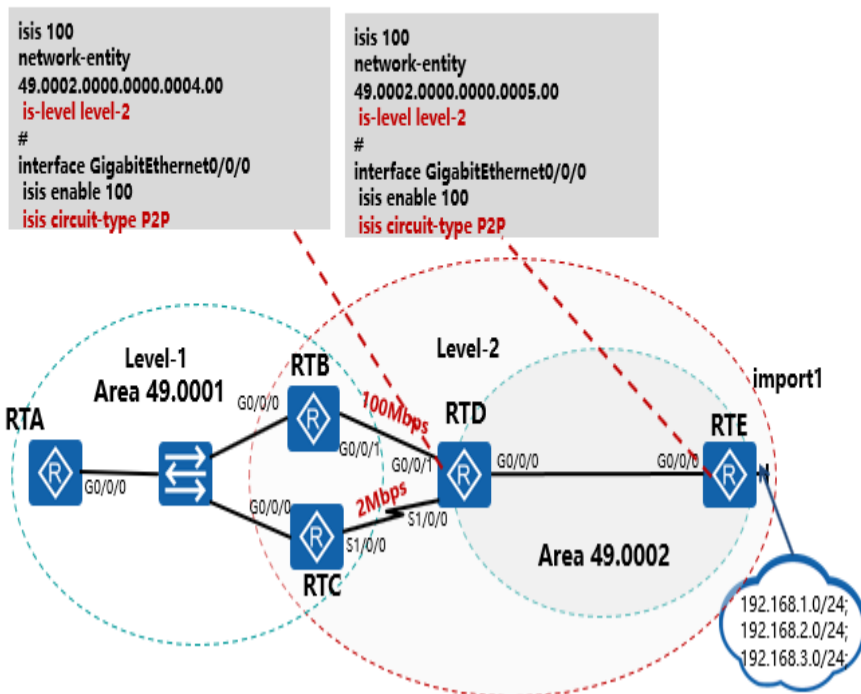 isis 100
network-entity
49.0002.0000.0000.0004.00
is-level level-2
#
interface GigabitEthernet0/0/0
isis enable 100
isis circuit-type P2P
isis 100
network-entity
49.0002.0000.0000.0005.00
is-level level-2
#
interface GigabitEthernet0/0/0
isis enable 100
isis circuit-type P2P
Level-1
Area 49.0001
Level-2
import1
RTA
RTB
RTD
RTE
G0/0/0
G0/0/0
G0/0/1
100Mbps
G0/0/1
G0/0/0
G0/0/0
R
R
R
R
G0/0/0
2Mbps
S1/0/0
S1/0/0
R
RTC
Area 49.0002
192.168.1.0/24;
192.168.2.0/24;
192.168.3.0/24;